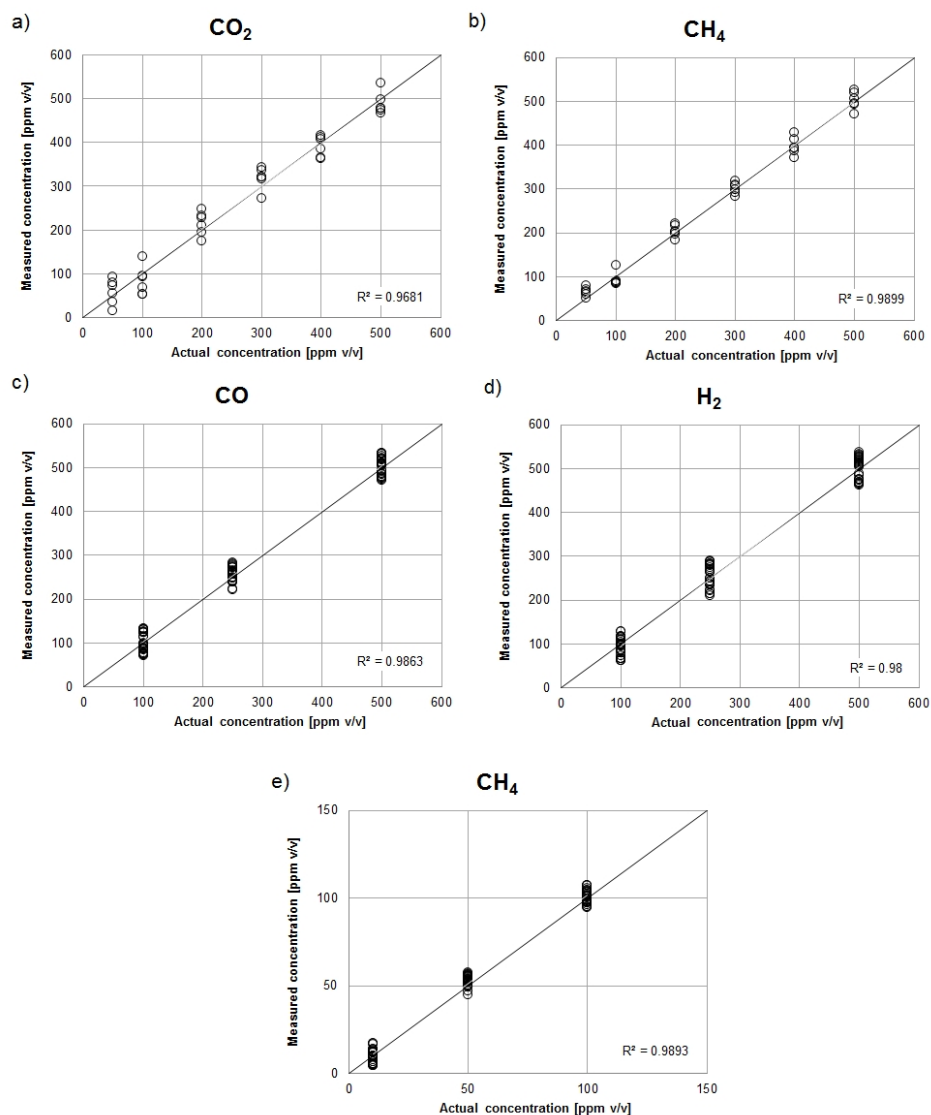 a)
CO₂
600
500
400
300
200
100
0
Measured concentration [ppm v/v]
R² = 0.9681
0 100 200 300 400 500 600
Actual concentration [ppm v/v]
b)
CH₄
600
500
400
300
200
100
0
Measured concentration [ppm v/v]
R² = 0.9899
0 100 200 300 400 500 600
Actual concentration [ppm v/v]
c)
CO
600
500
400
300
200
100
0
Measured concentration [ppm v/v]
R² = 0.9863
0 100 200 300 400 500 600
Actual concentration [ppm v/v]
d)
H₂
600
500
400
300
200
100
0
Measured concentration [ppm v/v]
R² = 0.98
0 100 200 300 400 500 600
Actual concentration [ppm v/v]
e)
CH₄
150
100
50
0
Measured concentration [ppm v/v]
R² = 0.9893
0 50 100 150
Actual concentration [ppm v/v]